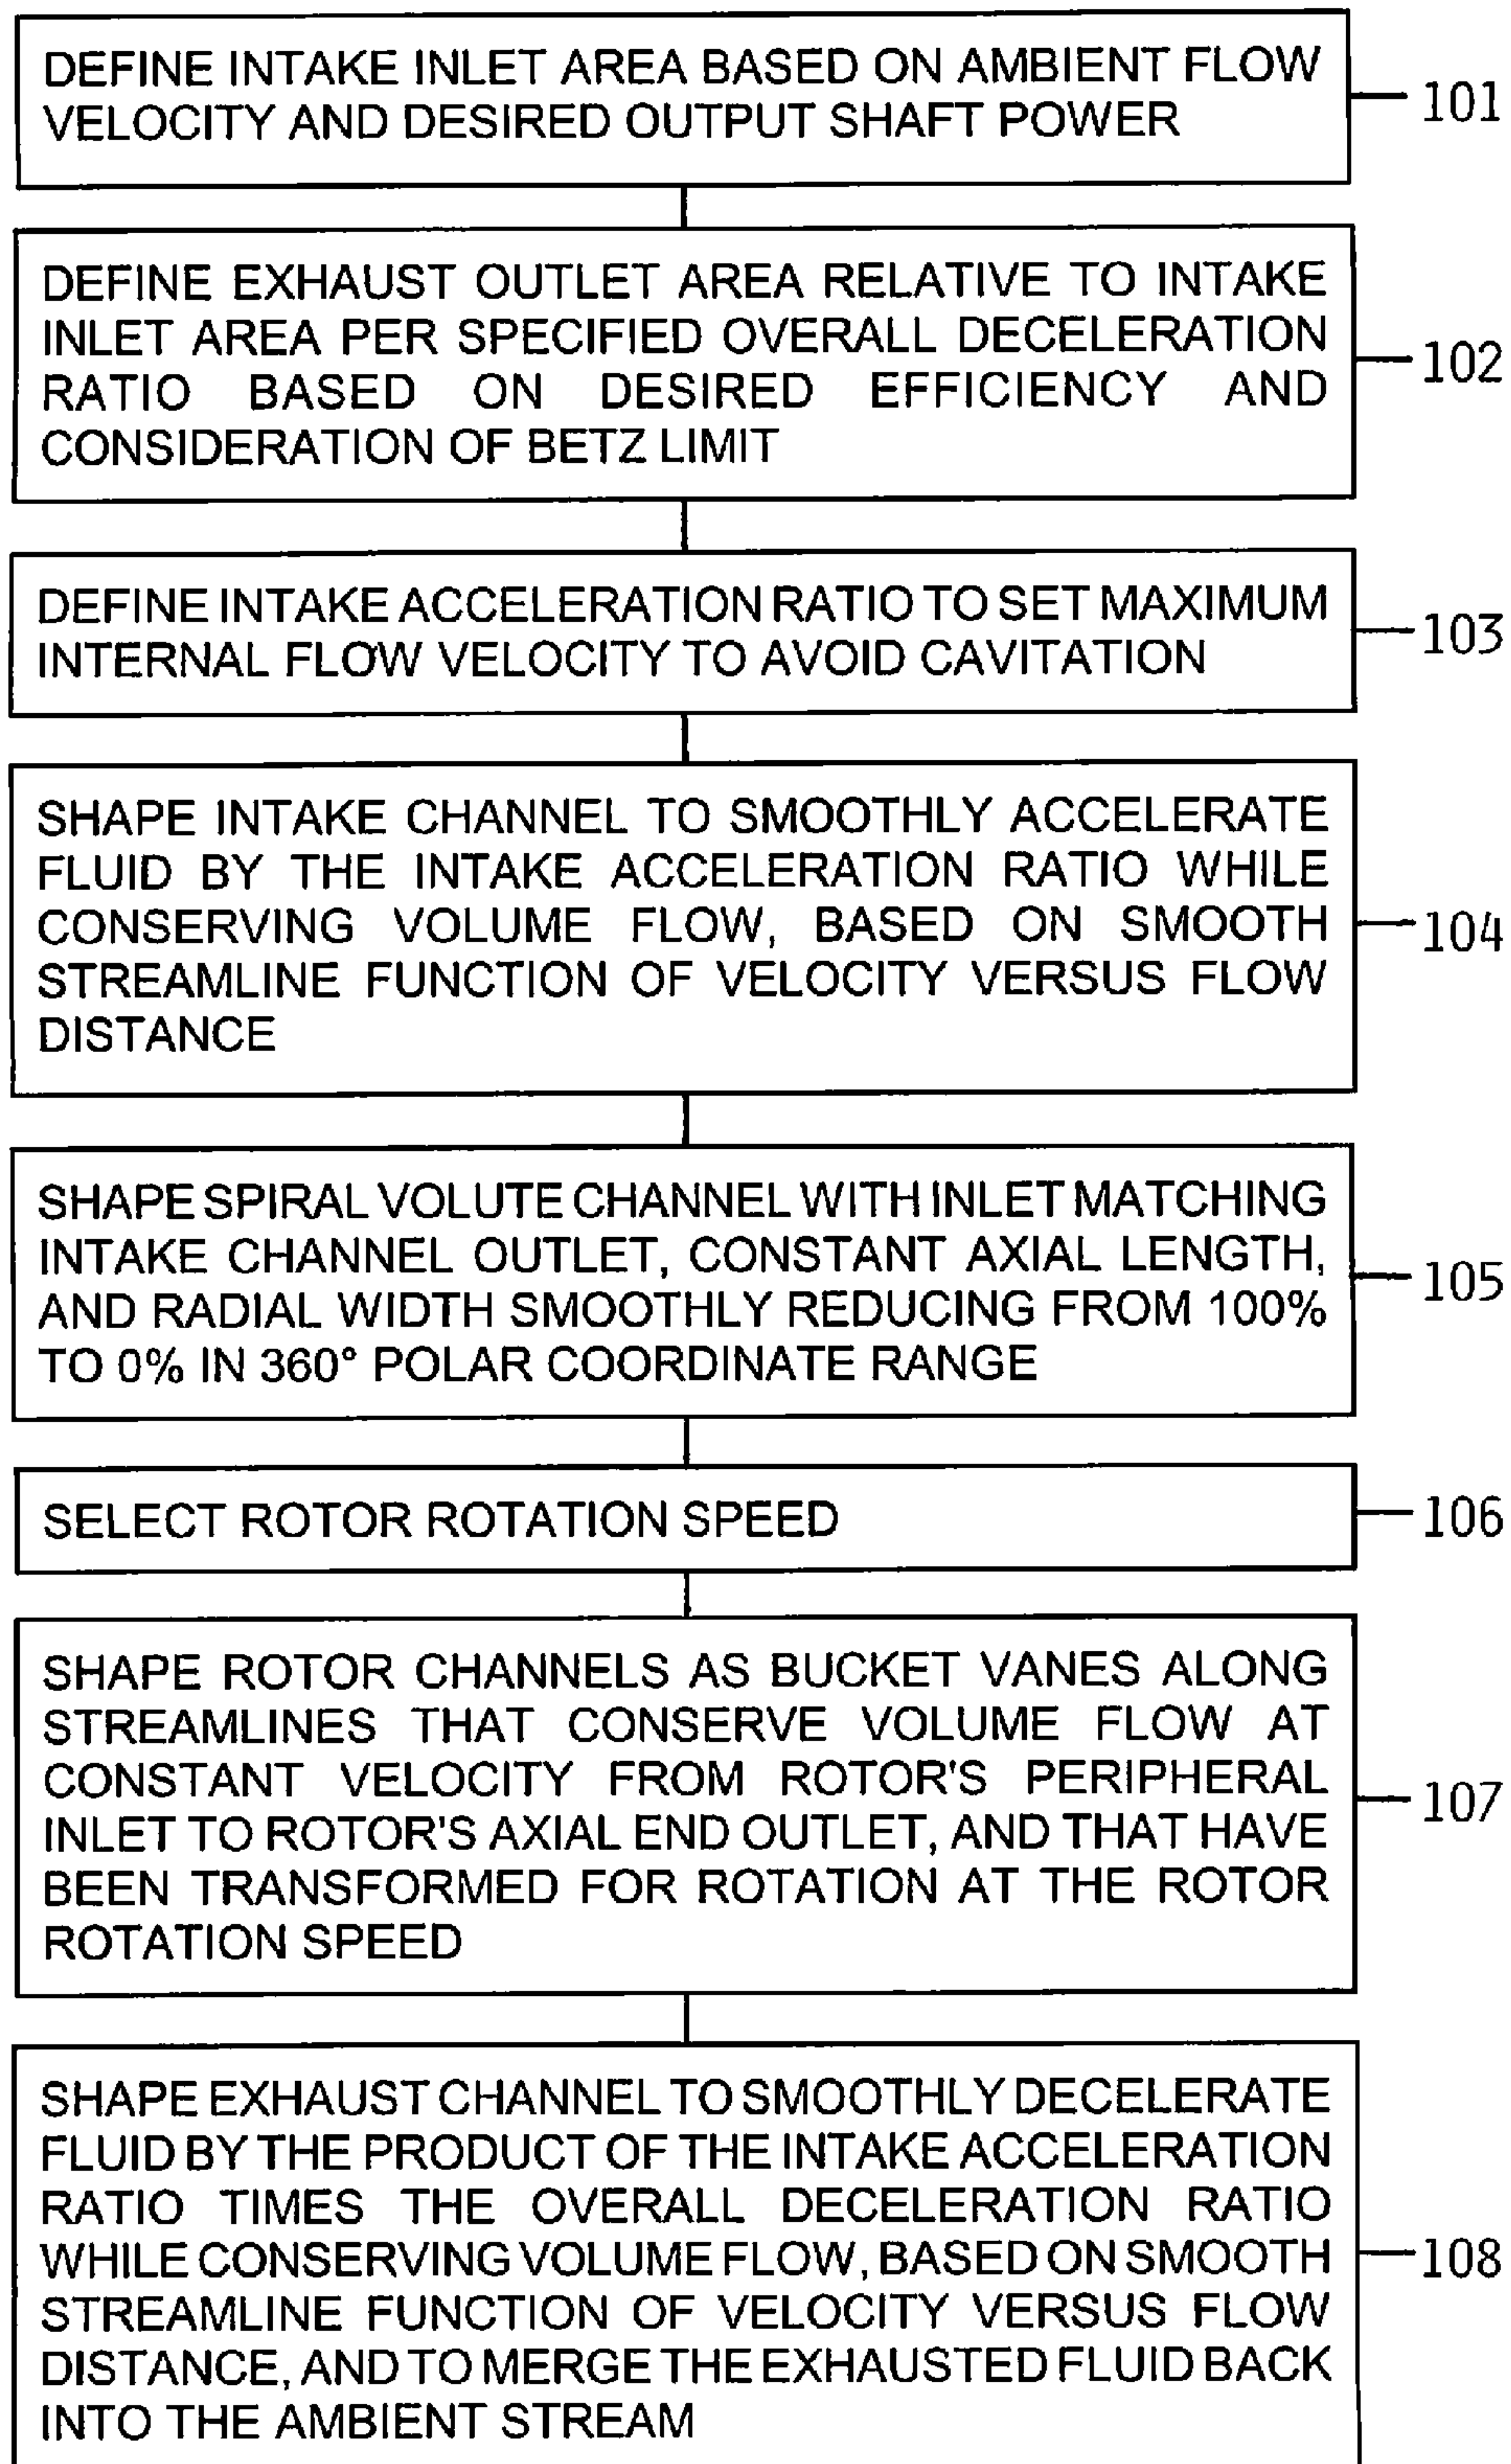 DEFINE INTAKE INLET AREA BASED ON AMBIENT FLOW
VELOCITY AND DESIRED OUTPUT SHAFT POWER
101
DEFINE EXHAUST OUTLET AREA RELATIVE TO INTAKE
INLET AREA PER SPECIFIED OVERALL DECELERATION
RATIO BASED ON DESIRED EFFICIENCY AND
CONSIDERATION OF BETZ LIMIT
102
DEFINE INTAKE ACCELERATION RATIO TO SET MAXIMUM
INTERNAL FLOW VELOCITY TO AVOID CAVITATION
103
SHAPE INTAKE CHANNEL TO SMOOTHLY ACCELERATE
FLUID BY THE INTAKE ACCELERATION RATIO WHILE
CONSERVING VOLUME FLOW, BASED ON SMOOTH
STREAMLINE FUNCTION OF VELOCITY VERSUS FLOW
DISTANCE
104
SHAPE SPIRAL VOLUTE CHANNEL WITH INLET MATCHING
INTAKE CHANNEL OUTLET, CONSTANT AXIAL LENGTH,
AND RADIAL WIDTH SMOOTHLY REDUCING FROM 100%
TO 0% IN 360° POLAR COORDINATE RANGE
105
SELECT ROTOR ROTATION SPEED
106
SHAPE ROTOR CHANNELS AS BUCKET VANES ALONG
STREAMLINES THAT CONSERVE VOLUME FLOW AT
CONSTANT VELOCITY FROM ROTOR'S PERIPHERAL
INLET TO ROTOR'S AXIAL END OUTLET, AND THAT HAVE
BEEN TRANSFORMED FOR ROTATION AT THE ROTOR
ROTATION SPEED
107
SHAPE EXHAUST CHANNEL TO SMOOTHLY DECELERATE
FLUID BY THE PRODUCT OF THE INTAKE ACCELERATION
RATIO TIMES THE OVERALL DECELERATION RATIO
WHILE CONSERVING VOLUME FLOW, BASED ON SMOOTH
STREAMLINE FUNCTION OF VELOCITY VERSUS FLOW
DISTANCE, AND TO MERGE THE EXHAUSTED FLUID BACK
INTO THE AMBIENT STREAM
108